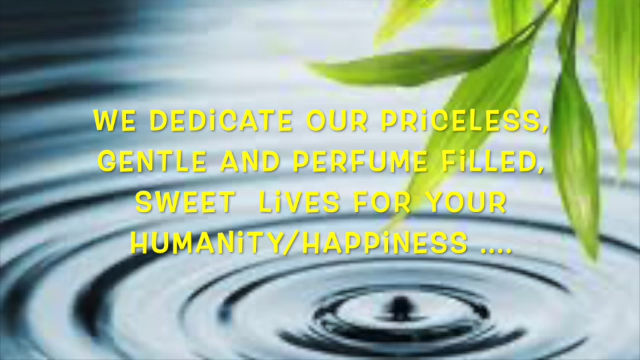 WE DEDiCATE OUR PRiCELESS,
GENTLE AND PERFUME FiLLED,
SWEET LiVES FOR YOUR
HUMANiTY/HAPPiNESS ....